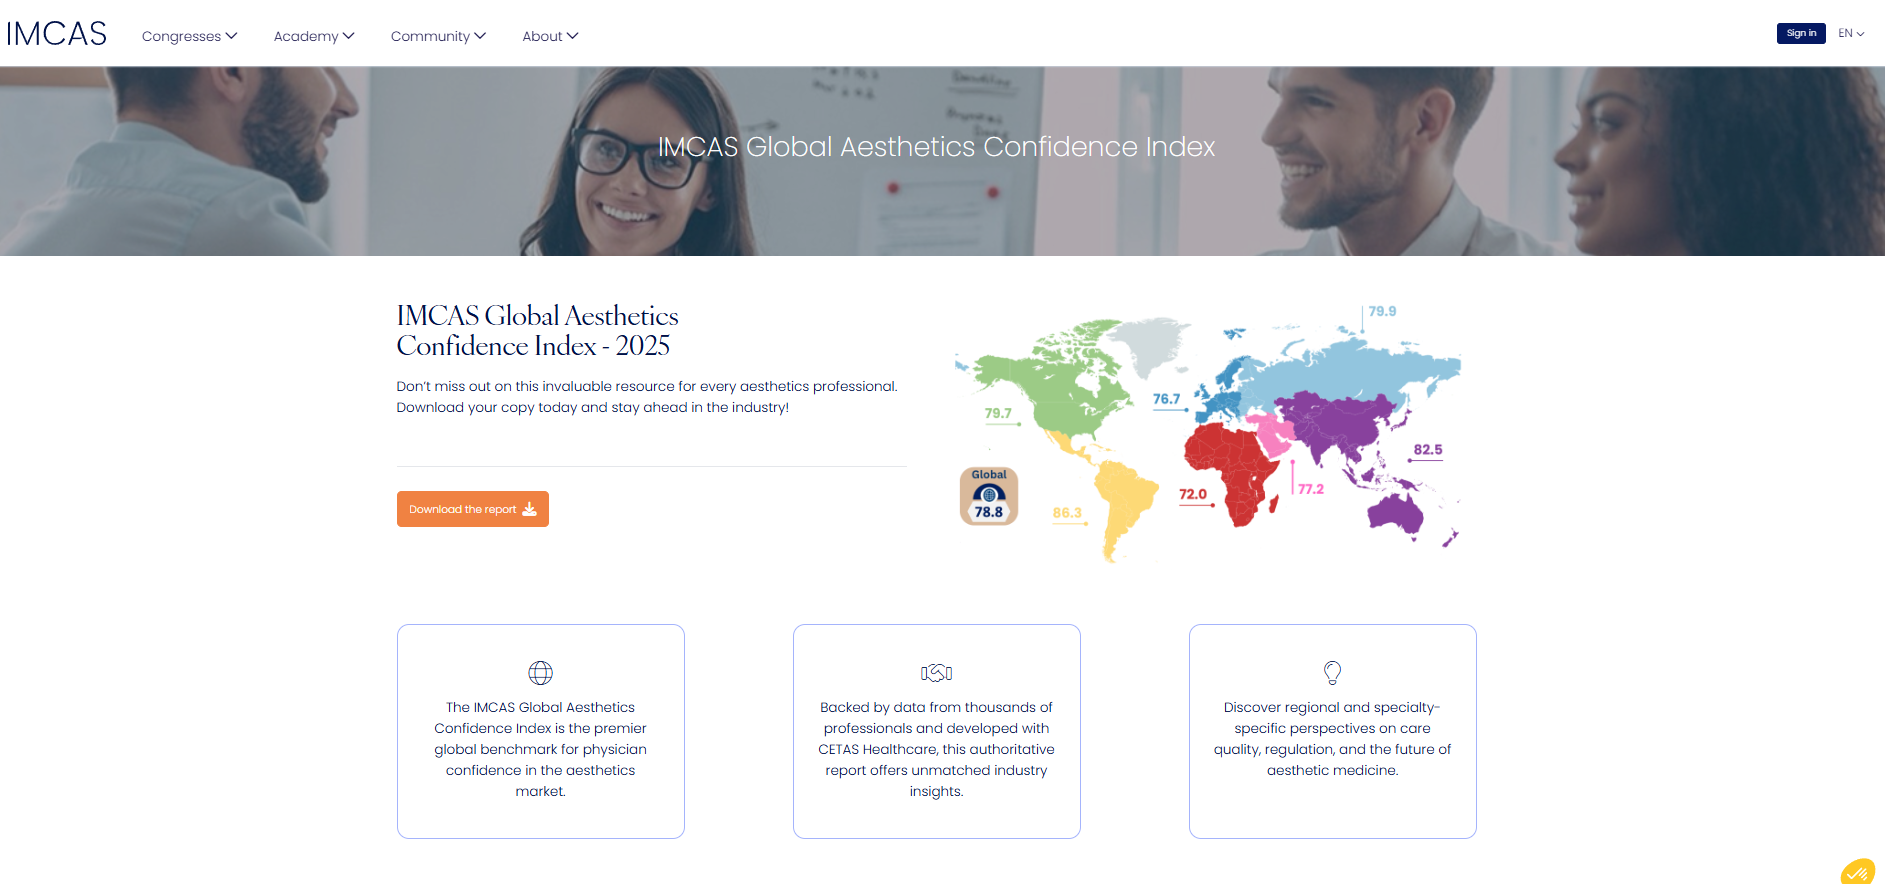 IMCAS
Congresses
Academy
Community
About
Sign in
EN
IMCAS Global Aesthetics Confidence Index
IMCAS Global Aesthetics
Confidence Index - 2025
Don't miss out on this invaluable resource for every aesthetics professional.
Download your copy today and stay ahead in the industry!
Download the report
79.9
79.7
76.7
82.5
77.2
72.0
86.3
Global
78.8
The IMCAS Global Aesthetics
Confidence Index is the premier
global benchmark for physician
confidence in the aesthetics
market.
Backed by data from thousands of
professionals and developed with
CETAS Healthcare, this authoritative
report offers unmatched industry
insights.
Discover regional and specialty-
specific perspectives on care
quality, regulation, and the future of
aesthetic medicine.